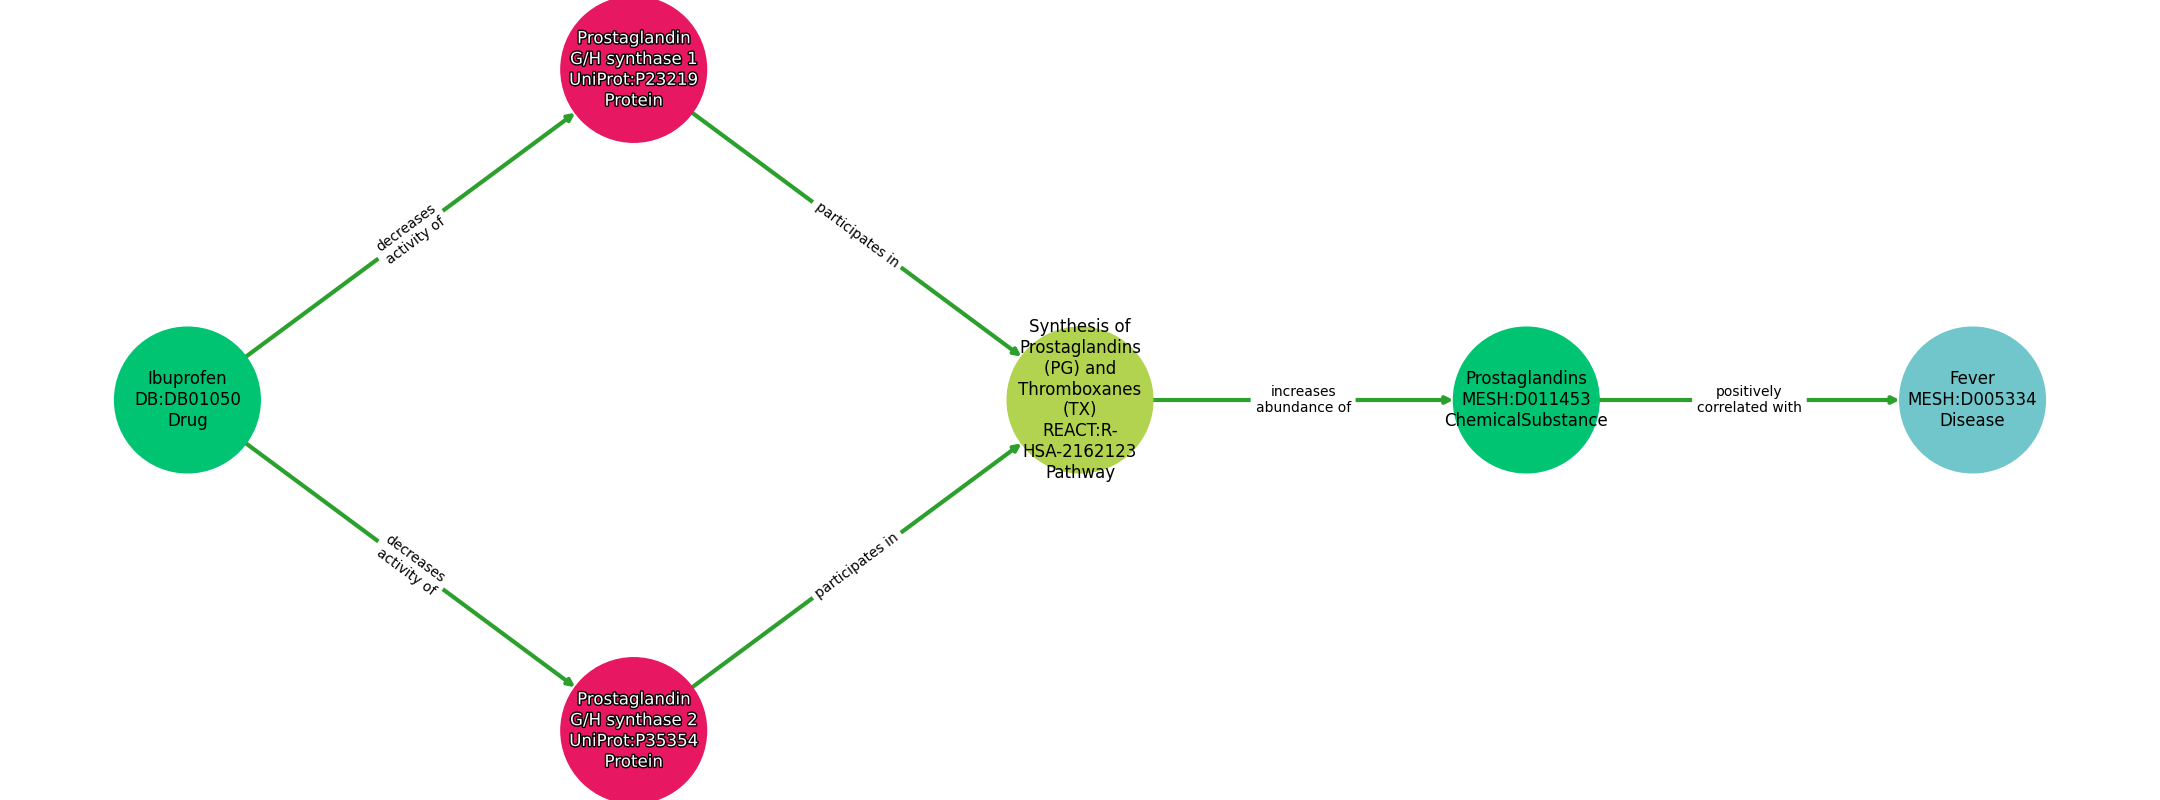 Prostaglandin
G/H synthase 1
UniProt:P23219
Protein
decreases
activity of
participates in
Ibuprofen
DB:DB01050
Drug
Synthesis of
Prostaglandins
(PG) and
Thromboxanes
(TX)
REACT:R-
HSA-2162123
Pathway
increases
abundance of
Prostaglandins
MESH:D011453
ChemicalSubstance
positively
correlated with
Fever
MESH:D005334
Disease
decreases
activity of
participates in
Prostaglandin
G/H synthase 2
UniProt:P35354
Protein